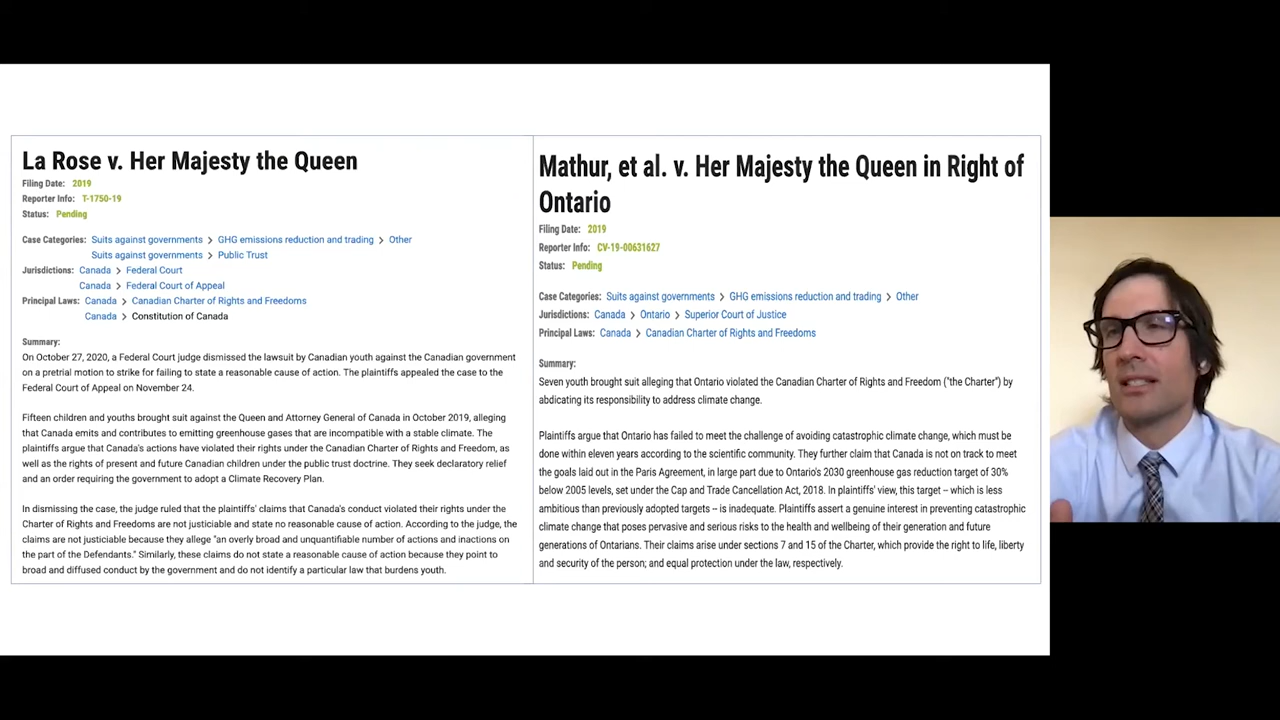 La Rose v. Her Majesty the Queen
Filing Date: 2019
Reporter Info: T-1750-19
Status: Pending
Case Categories: Suits against governments > GHG emissions reduction and trading > Other
Suits against governments > Public Trust
Jurisdictions: Canada > Federal Court
Canada > Federal Court of Appeal
Principal Laws: Canada > Canadian Charter of Rights and Freedoms
Canada > Constitution of Canada
Summary:
On October 27, 2020, a Federal Court judge dismissed the lawsuit by Canadian youth against the Canadian government
on a pretrial motion to strike for failing to state a reasonable cause of action. The plaintiffs appealed the case to the
Federal Court of Appeal on November 24.
Fifteen children and youths brought suit against the Queen and Attorney General of Canada in October 2019, alleging
that Canada emits and contributes to emitting greenhouse gases that are incompatible with a stable climate. The
plaintiffs argue that Canada's actions have violated their rights under the Canadian Charter of Rights and Freedom, as
well as the rights of present and future Canadian children under the public trust doctrine. They seek declaratory relief
and an order requiring the government to adopt a Climate Recovery Plan.
In dismissing the case, the judge ruled that the plaintiffs' claims that Canada's conduct violated their rights under the
Charter of Rights and Freedoms are not justiciable and state no reasonable cause of action. According to the judge, the
claims are not justiciable because they allege "an overly broad and unquantifiable number of actions and inactions on
the part of the Defendants." Similarly, these claims do not state a reasonable cause of action because they point to
broad and diffused conduct by the government and do not identify a particular law that burdens youth.
Mathur, et al. v. Her Majesty the Queen in Right of
Ontario
Filing Date: 2019
Reporter Info: CV-19-00631627
Status: Pending
Case Categories: Suits against governments > GHG emissions reduction and trading > Other
Jurisdictions: Canada > Ontario > Superior Court of Justice
Principal Laws: Canada > Canadian Charter of Rights and Freedoms
Summary:
Seven youth brought suit alleging that Ontario violated the Canadian Charter of Rights and Freedom ("the Charter") by
abdicating its responsibility to address climate change.
Plaintiffs argue that Ontario has failed to meet the challenge of avoiding catastrophic climate change, which must be
done within eleven years according to the scientific community. They further claim that Canada is not on track to meet
the goals laid out in the Paris Agreement, in large part due to Ontario's 2030 greenhouse gas reduction target of 30%
below 2005 levels, set under the Cap and Trade Cancellation Act, 2018. In plaintiffs' view, this target -- which is less
ambitious than previously adopted targets -- is inadequate. Plaintiffs assert a genuine interest in preventing catastrophic
climate change that poses pervasive and serious risks to the health and wellbeing of their generation and future
generations of Ontarians. Their claims arise under sections 7 and 15 of the Charter, which provide the right to life, liberty
and security of the person; and equal protection under the law, respectively.